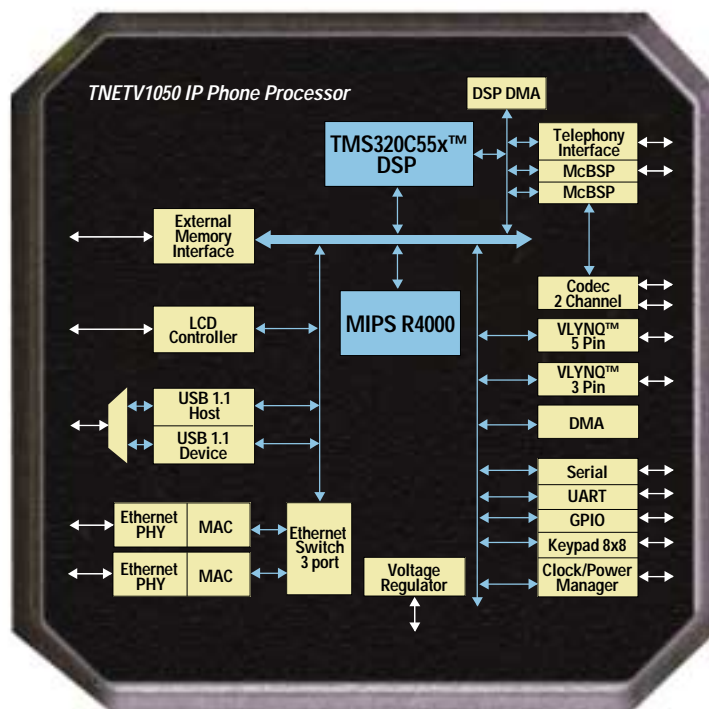 TNETV1050 IP Phone Processor
DSP DMA
TMS320C55x™
DSP
Telephony
Interface
McBSP
McBSP
External
Memory
Interface
Codec
2 Channel
LCD
Controller
MIPS R4000
VLYNQ™
5 Pin
VLYNQ™
3 Pin
USB 1.1
Host
USB 1.1
Device
DMA
Serial
UART
GPIO
Keypad 8x8
Clock/Power
Manager
Ethernet
PHY
MAC
Ethernet
PHY
MAC
Ethernet
Switch
3 port
Voltage
Regulator